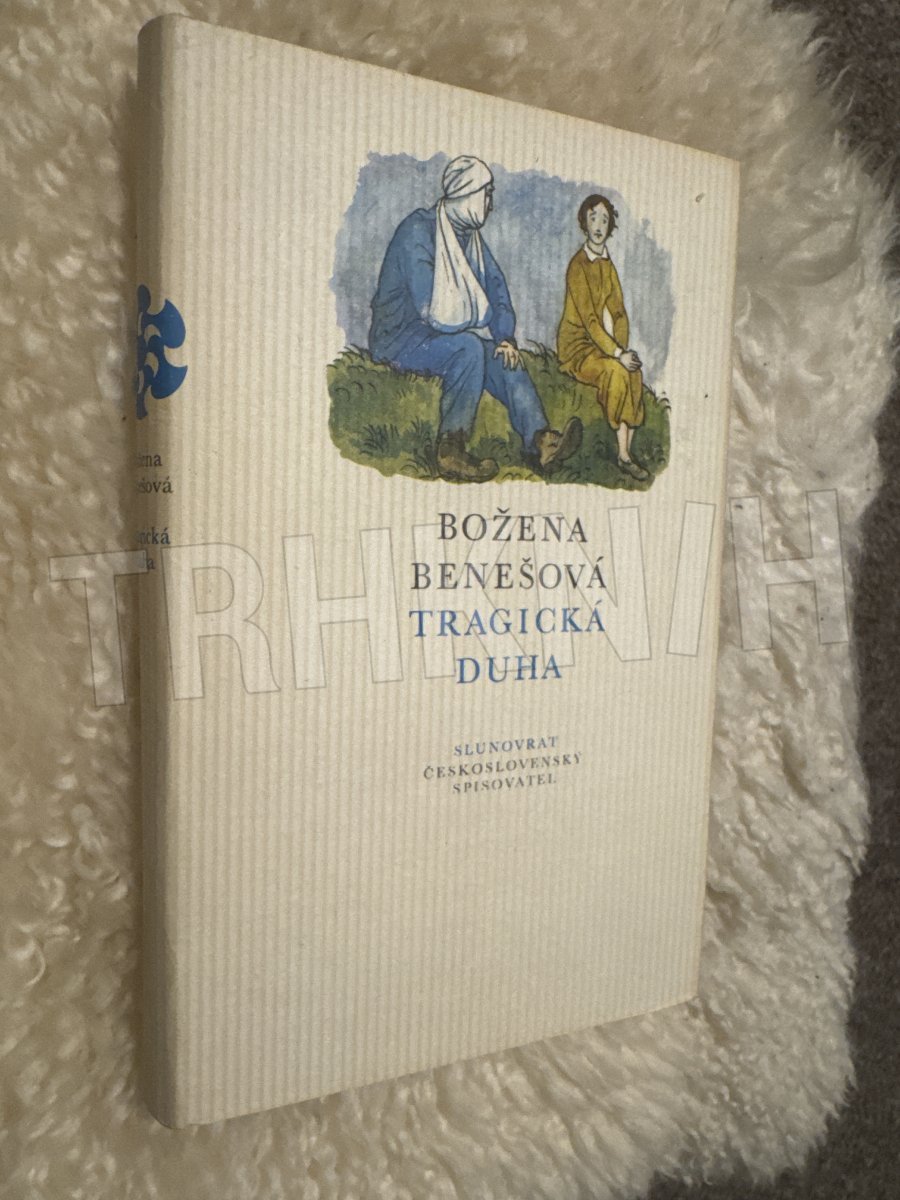 BOŽENA
BENEŠOVÁ
TRAGICKÁ
DUHA
SLUNOVRAT
ČESKOSLOVENSKÝ
SPISOVATEL
TRHKNIH